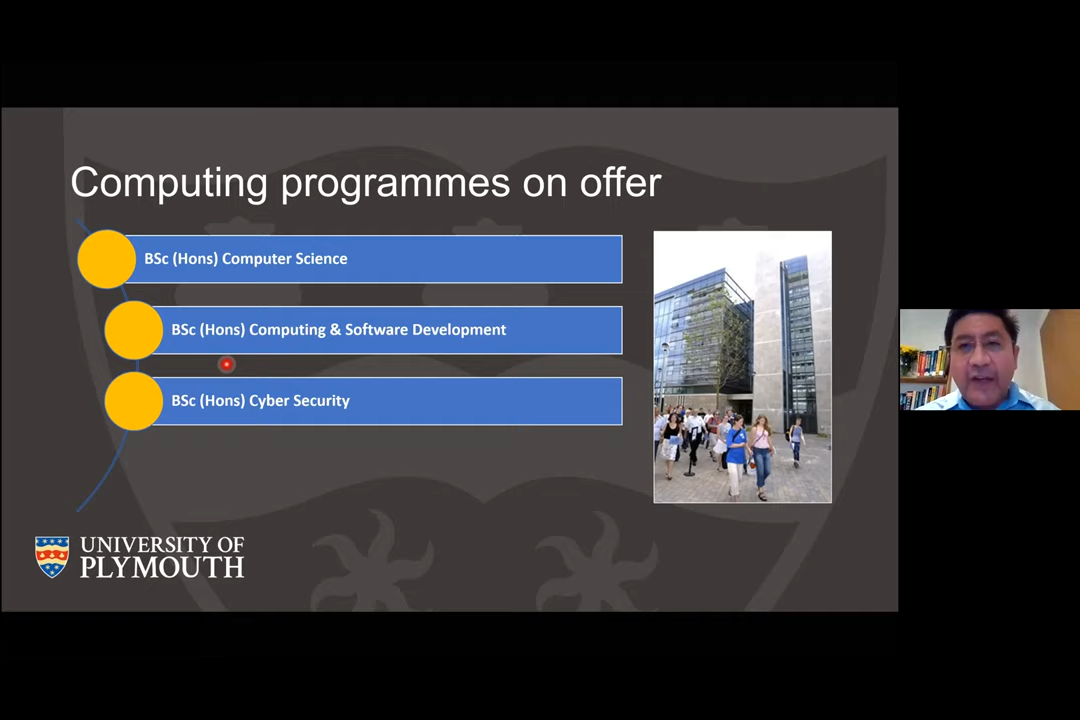 Computing programmes on offer
BSc (Hons) Computer Science
BSc (Hons) Computing & Software Development
BSc (Hons) Cyber Security
UNIVERSITY OF
PLYMOUTH